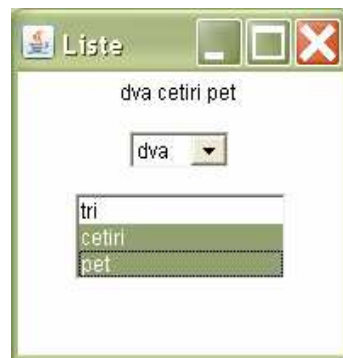 Liste
dva cetiri pet
dva
tri
cetiri
pet